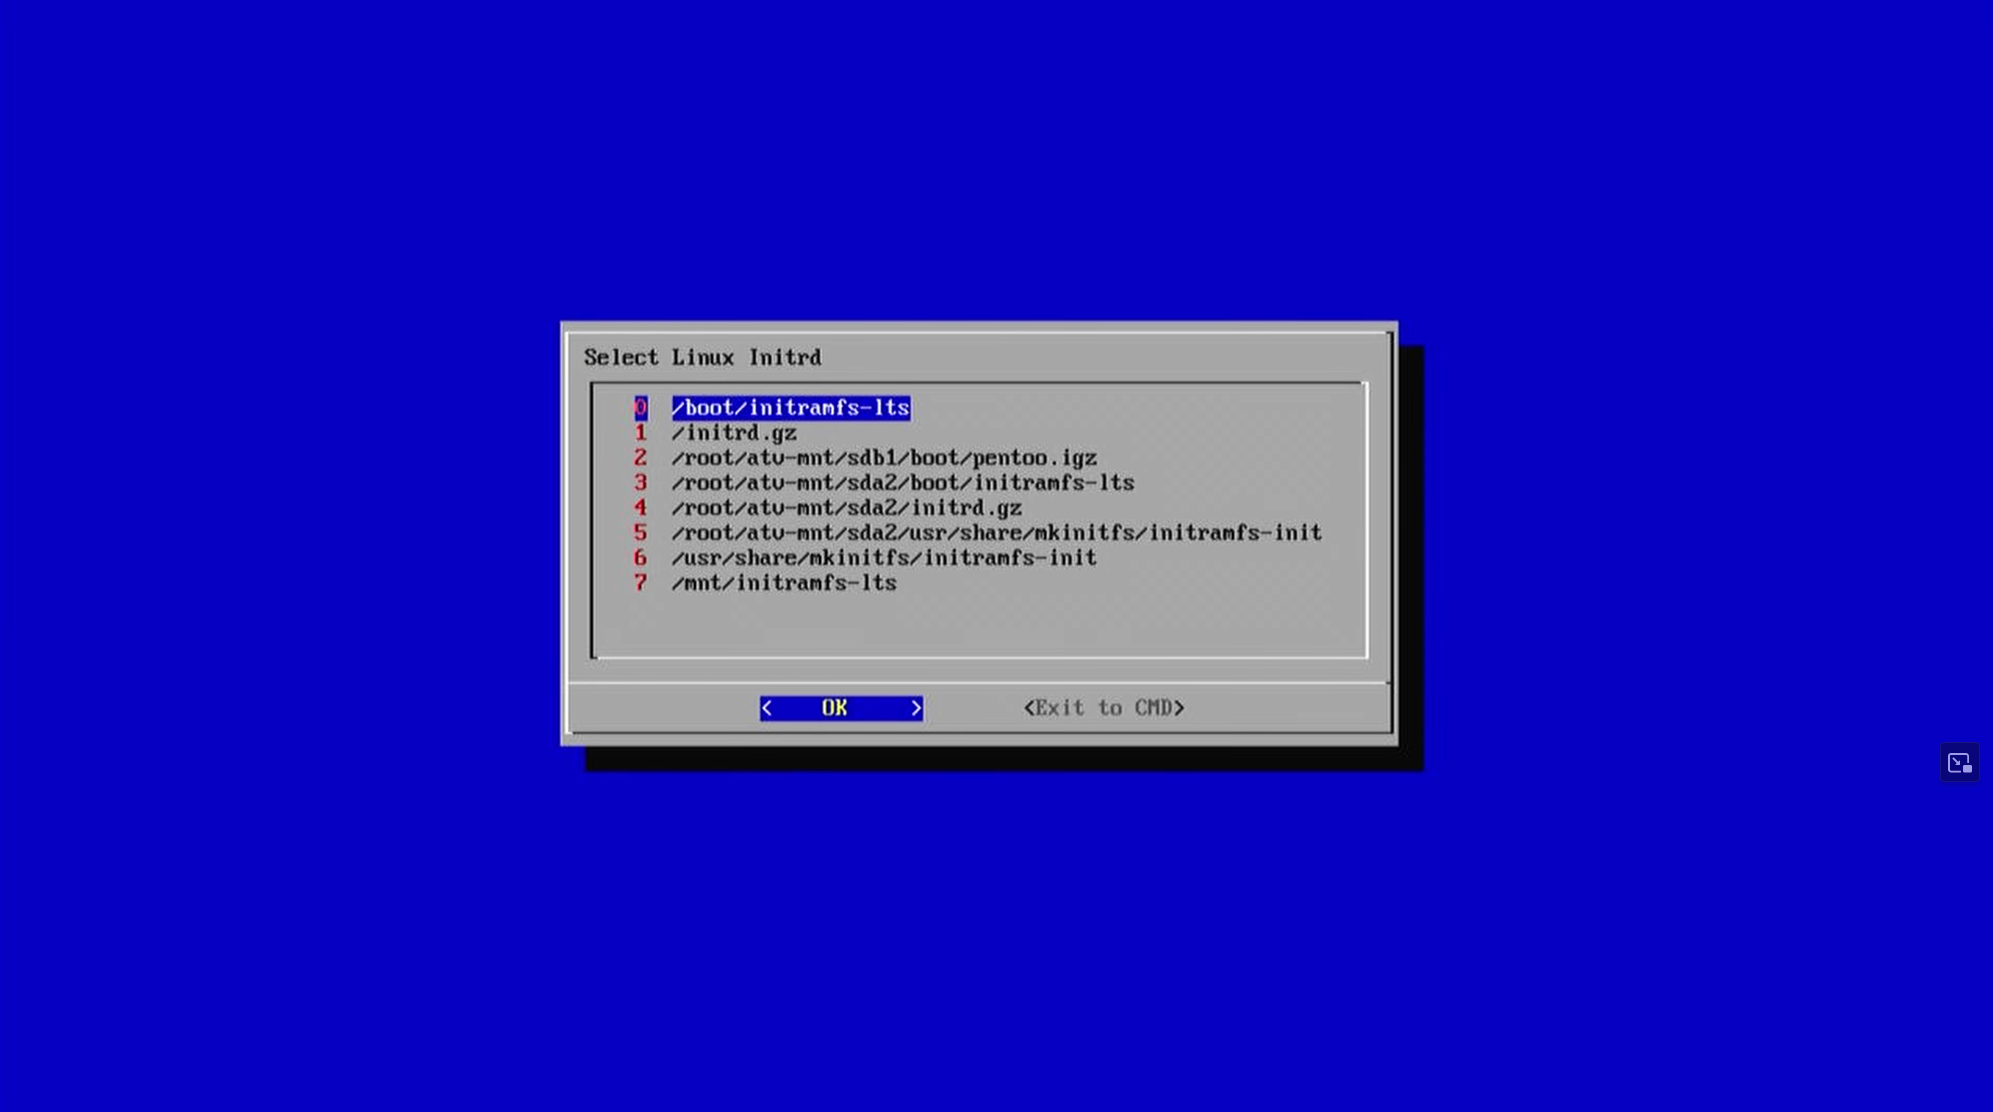 Select Linux Initrd
0 /boot/initramfs-lts
1 /initrd.gz
2 /root/atv-mnt/sdb1/boot/pentoo.igz
3 /root/atv-mnt/sda2/boot/initramfs-lts
4 /root/atv-mnt/sda2/initrd.gz
5 /root/atv-mnt/sda2/usr/share/mkinitfs/initramfs-init
6 /usr/share/mkinitfs/initramfs-init
7 /mnt/initramfs-lts
< OK > <Exit to CMD>